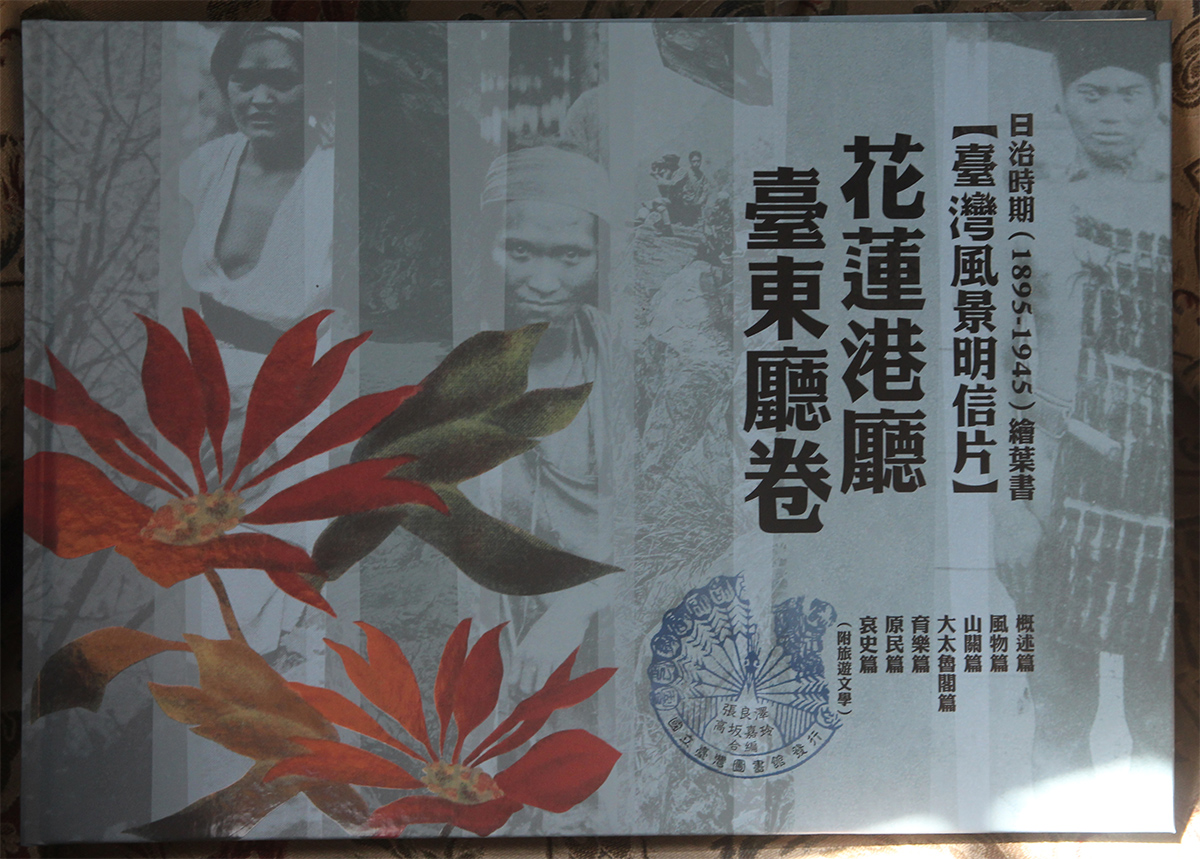 日治時期(1895-1945)繪葉書
【臺灣風景明信片】
花蓮港廳
臺東廳卷
概述篇
風物篇
山關篇
大太魯閣篇
育樂篇
原民篇
哀史篇
(附旅遊文學)
張良澤
高坂嘉玲
合編
國立臺灣圖書館發行